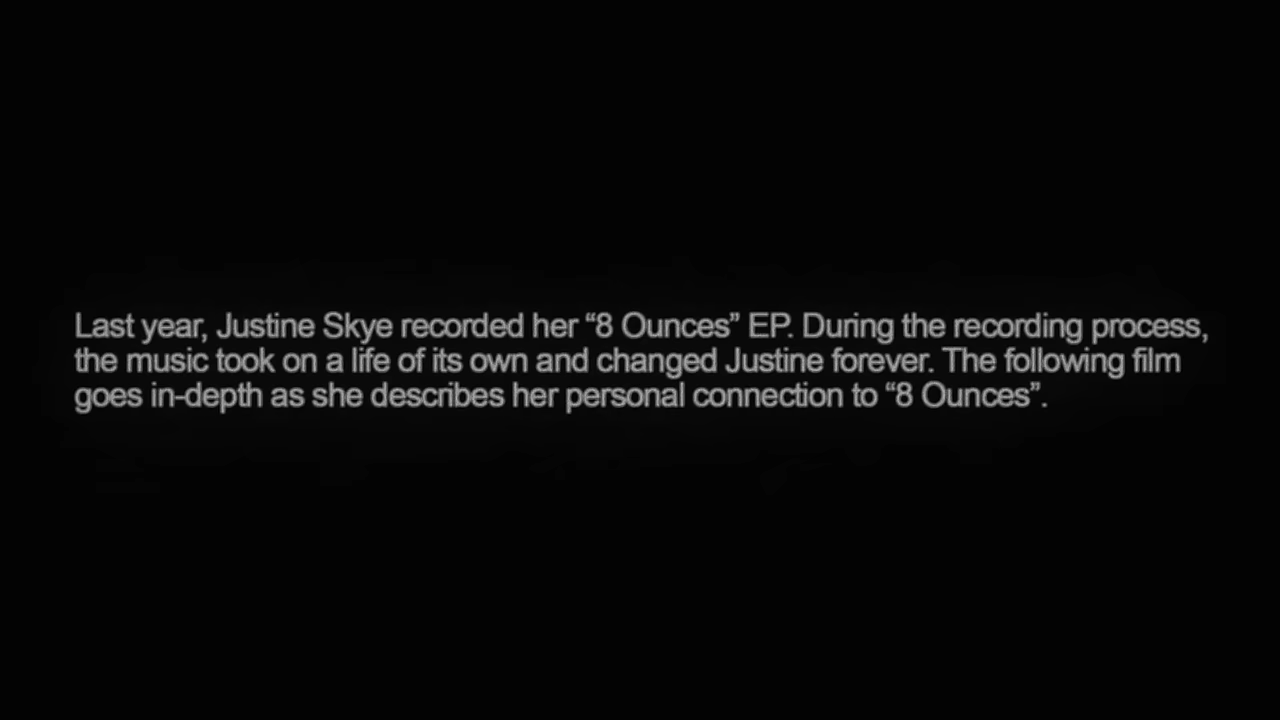 Last year, Justine Skye recorded her “8 Ounces” EP. During the recording process,
the music took on a life of its own and changed Justine forever. The following film
goes in-depth as she describes her personal connection to “8 Ounces”.